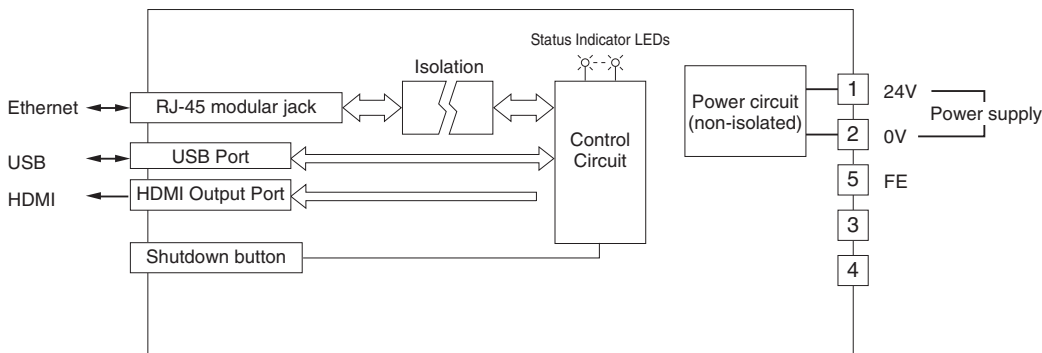 Status Indicator LEDs
Isolation
Ethernet
RJ-45 modular jack
USB
USB Port
HDMI
HDMI Output Port
Shutdown button
Control
Circuit
Power circuit
(non-isolated)
1
24V
Power supply
2
0V
5
FE
3
4